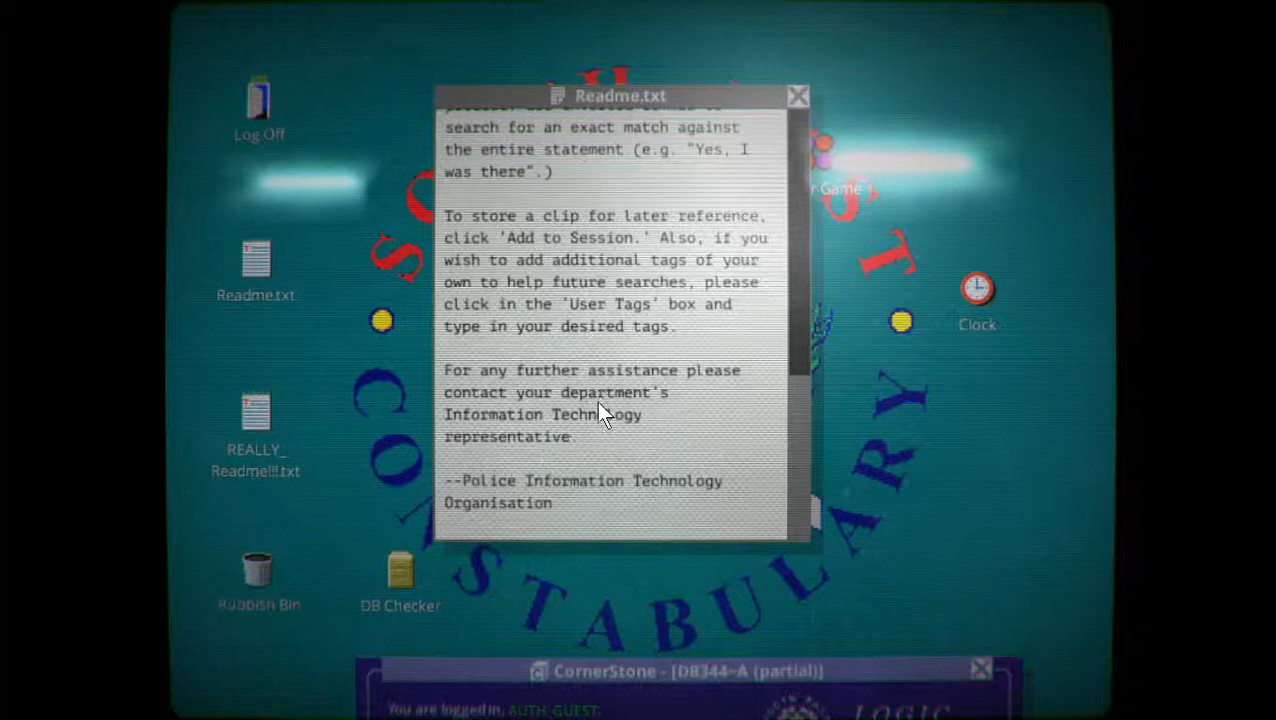 Readme.txt
search for an exact match against
the entire statement (e.g. "Yes, I
was there".)
To store a clip for later reference,
click 'Add to Session.' Also, if you
wish to add additional tags of your
own to help future searches, please
click in the 'User Tags' box and
type in your desired tags.
For any further assistance please
contact your department's
Information Technology
representative.
--Police Information Technology
Organisation
Log Off
Readme.txt
REALLY_
Readme!!!.txt
Rubbish Bin
DB Checker
Game
Clock
CONSTABULARY
CornerStone - [DB344-A (partial)]
You are logged in, AUTH_GUEST.
LOGIC